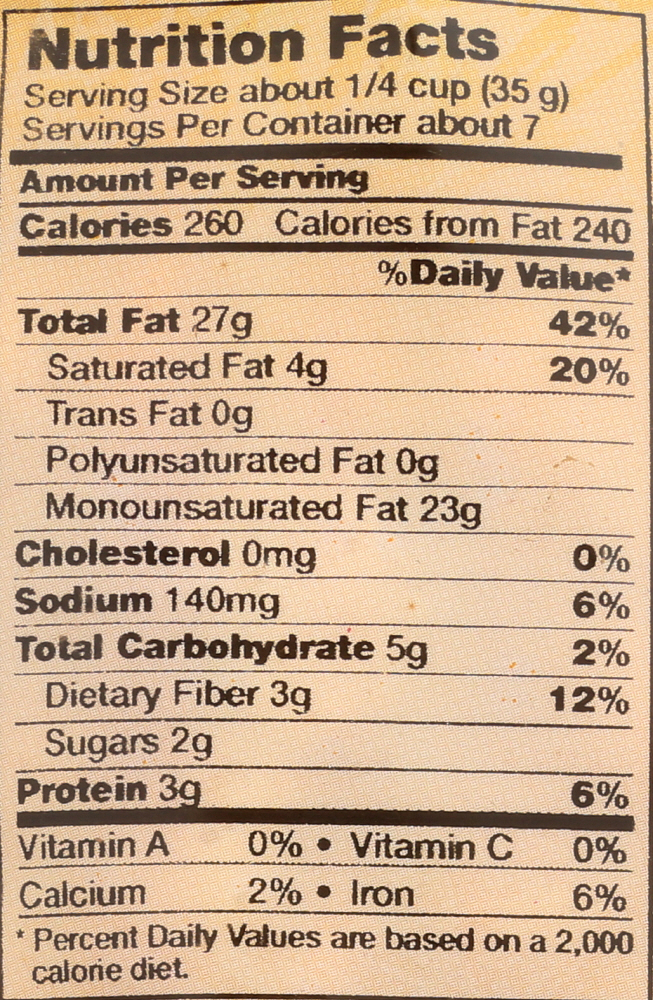 Nutrition Facts
Serving Size about 1/4 cup (35 g)
Servings Per Container about 7
Amount Per Serving
Calories 260 Calories from Fat 240
%Daily Value*
Total Fat 27g 42%
Saturated Fat 4g 20%
Trans Fat 0g
Polyunsaturated Fat 0g
Monounsaturated Fat 23g
Cholesterol 0mg 0%
Sodium 140mg 6%
Total Carbohydrate 5g 2%
Dietary Fiber 3g 12%
Sugars 2g
Protein 3g 6%
Vitamin A 0% • Vitamin C 0%
Calcium 2% • Iron 6%
* Percent Daily Values are based on a 2,000
calorie diet.